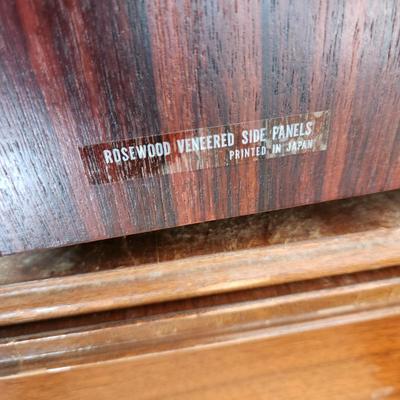 ROSEWOOD VENEERED SIDE PANELS
PRINTED IN JAPAN